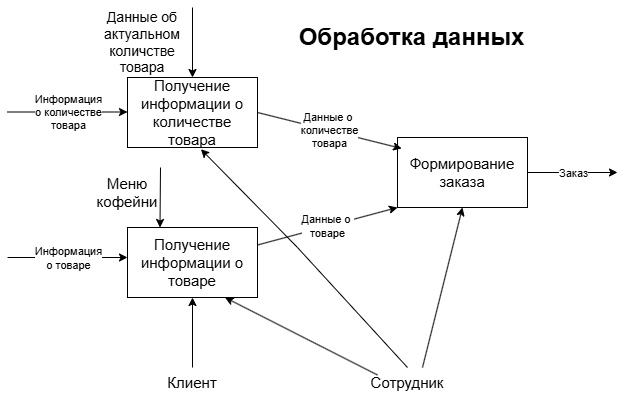 Данные об
актуальном
количстве
товара
Обработка данных
Информация
о количестве
товара
Получение
информации о
количестве
товара
Данные о
количестве
товара
Формирование
заказа
Заказ
Меню
кофейни
Данные о
товаре
Информация
о товаре
Получение
информации о
товаре
Клиент
Сотрудник